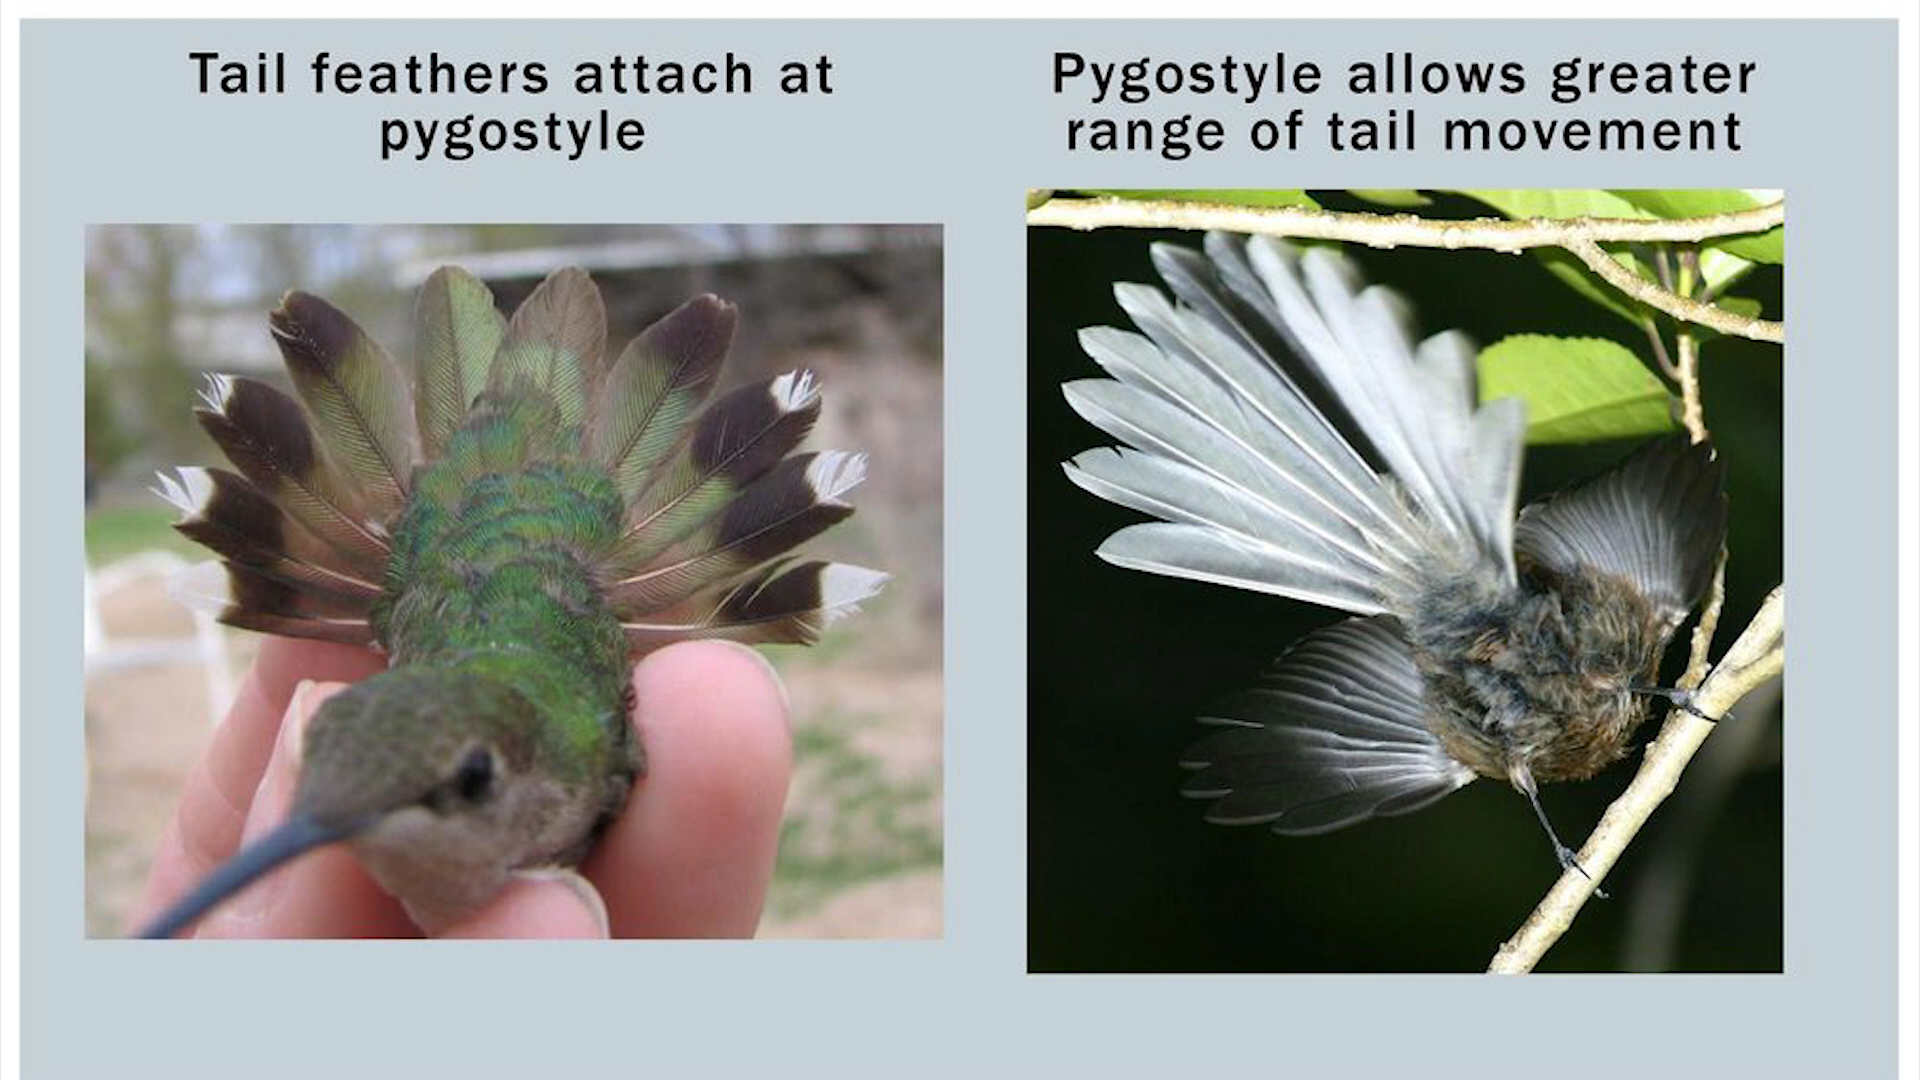 Tail feathers attach at
pygostyle
Pygostyle allows greater
range of tail movement